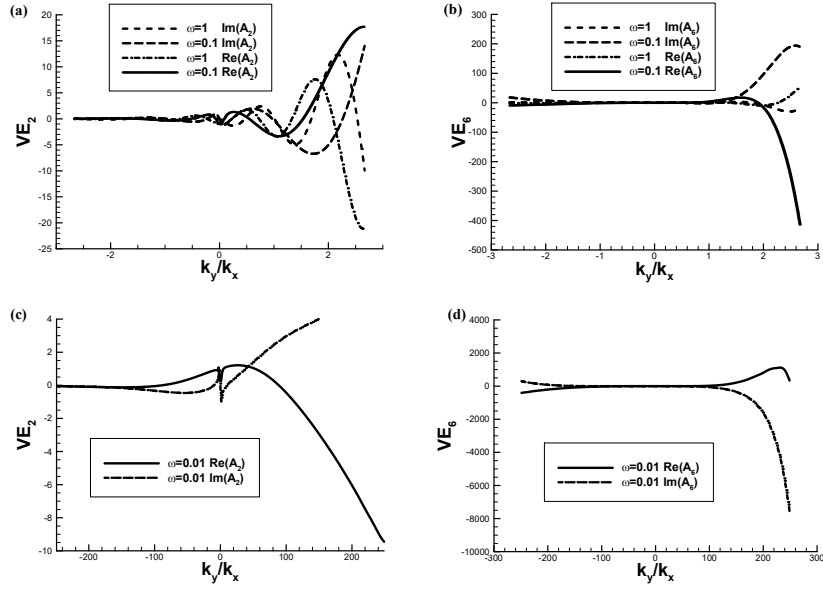 (a)
ω=1 Im(A2)
ω=0.1 Im(A2)
ω=1 Re(A2)
ω=0.1 Re(A2)
VE2
20
15
10
5
0
-5
-10
-15
-20
-25
-2 0 2
ky/kx
(b)
ω=1 Im(A6)
ω=0.1 Im(A6)
ω=1 Re(A6)
ω=0.1 Re(A6)
VE6
500
400
300
200
100
0
-100
-200
-300
-400
-500
-3 -2 -1 0 1 2 3
ky/kx
(c)
VE2
4
2
0
-2
-4
-6
-8
-10
ω=0.01 Re(A2)
ω=0.01 Im(A2)
-200 -100 0 100 200
ky/kx
(d)
VE6
4000
2000
0
-2000
-4000
-6000
-8000
-10000
ω=0.01 Re(A6)
ω=0.01 Im(A6)
-300 -200 -100 0 100 200 300
ky/kx